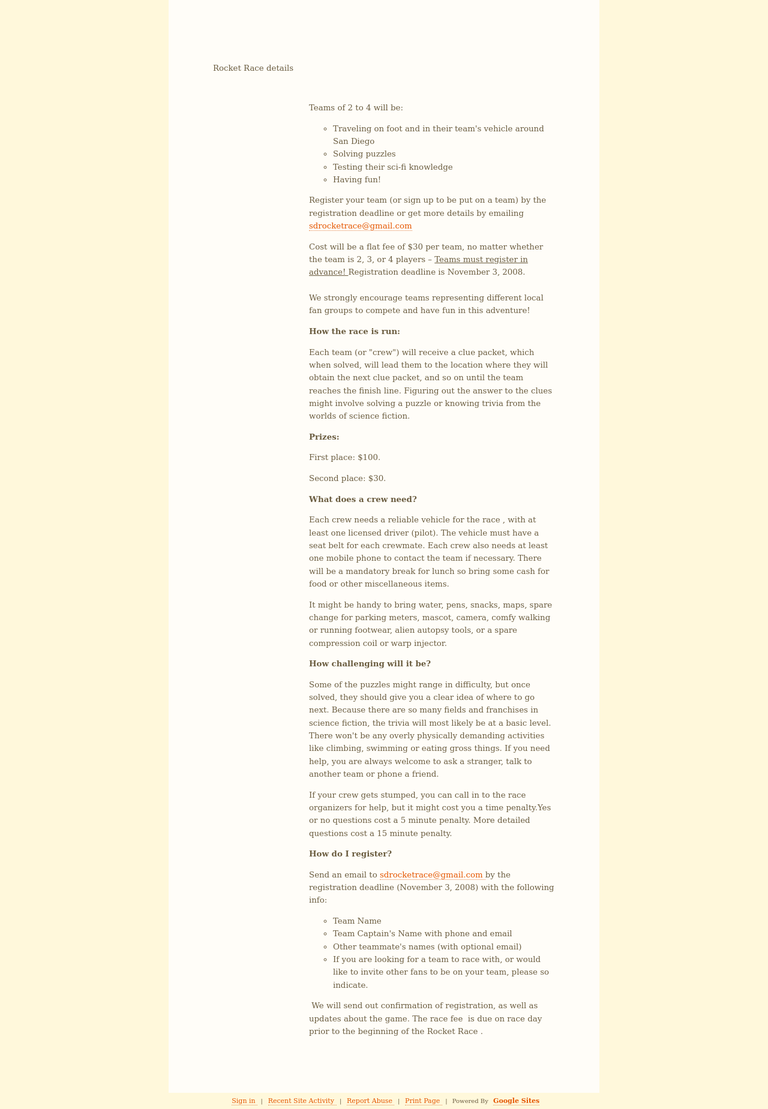 Rocket Race details
Teams of 2 to 4 will be:
Traveling on foot and in their team's vehicle around
San Diego
Solving puzzles
Testing their sci-fi knowledge
Having fun!
Register your team (or sign up to be put on a team) by the
registration deadline or get more details by emailing
sdrocketrace@gmail.com
Cost will be a flat fee of $30 per team, no matter whether
the team is 2, 3, or 4 players – Teams must register in
advance! Registration deadline is November 3, 2008.
We strongly encourage teams representing different local
fan groups to compete and have fun in this adventure!
How the race is run:
Each team (or "crew") will receive a clue packet, which
when solved, will lead them to the location where they will
obtain the next clue packet, and so on until the team
reaches the finish line. Figuring out the answer to the clues
might involve solving a puzzle or knowing trivia from the
worlds of science fiction.
Prizes:
First place: $100.
Second place: $30.
What does a crew need?
Each crew needs a reliable vehicle for the race , with at
least one licensed driver (pilot). The vehicle must have a
seat belt for each crewmate. Each crew also needs at least
one mobile phone to contact the team if necessary. There
will be a mandatory break for lunch so bring some cash for
food or other miscellaneous items.
It might be handy to bring water, pens, snacks, maps, spare
change for parking meters, mascot, camera, comfy walking
or running footwear, alien autopsy tools, or a spare
compression coil or warp injector.
How challenging will it be?
Some of the puzzles might range in difficulty, but once
solved, they should give you a clear idea of where to go
next. Because there are so many fields and franchises in
science fiction, the trivia will most likely be at a basic level.
There won't be any overly physically demanding activities
like climbing, swimming or eating gross things. If you need
help, you are always welcome to ask a stranger, talk to
another team or phone a friend.
If your crew gets stumped, you can call in to the race
organizers for help, but it might cost you a time penalty.Yes
or no questions cost a 5 minute penalty. More detailed
questions cost a 15 minute penalty.
How do I register?
Send an email to sdrocketrace@gmail.com by the
registration deadline (November 3, 2008) with the following
info:
Team Name
Team Captain's Name with phone and email
Other teammate's names (with optional email)
If you are looking for a team to race with, or would
like to invite other fans to be on your team, please so
indicate.
We will send out confirmation of registration, as well as
updates about the game. The race fee  is due on race day
prior to the beginning of the Rocket Race .
Sign in | Recent Site Activity | Report Abuse | Print Page | Powered By Google Sites